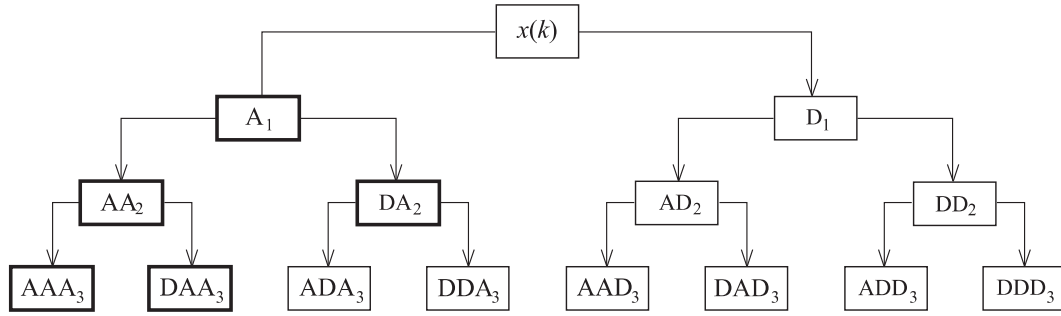 x(k)
A₁ D₁
AA₂ DA₂ AD₂ DD₂
AAA₃ DAA₃ ADA₃ DDA₃ AAD₃ DAD₃ ADD₃ DDD₃